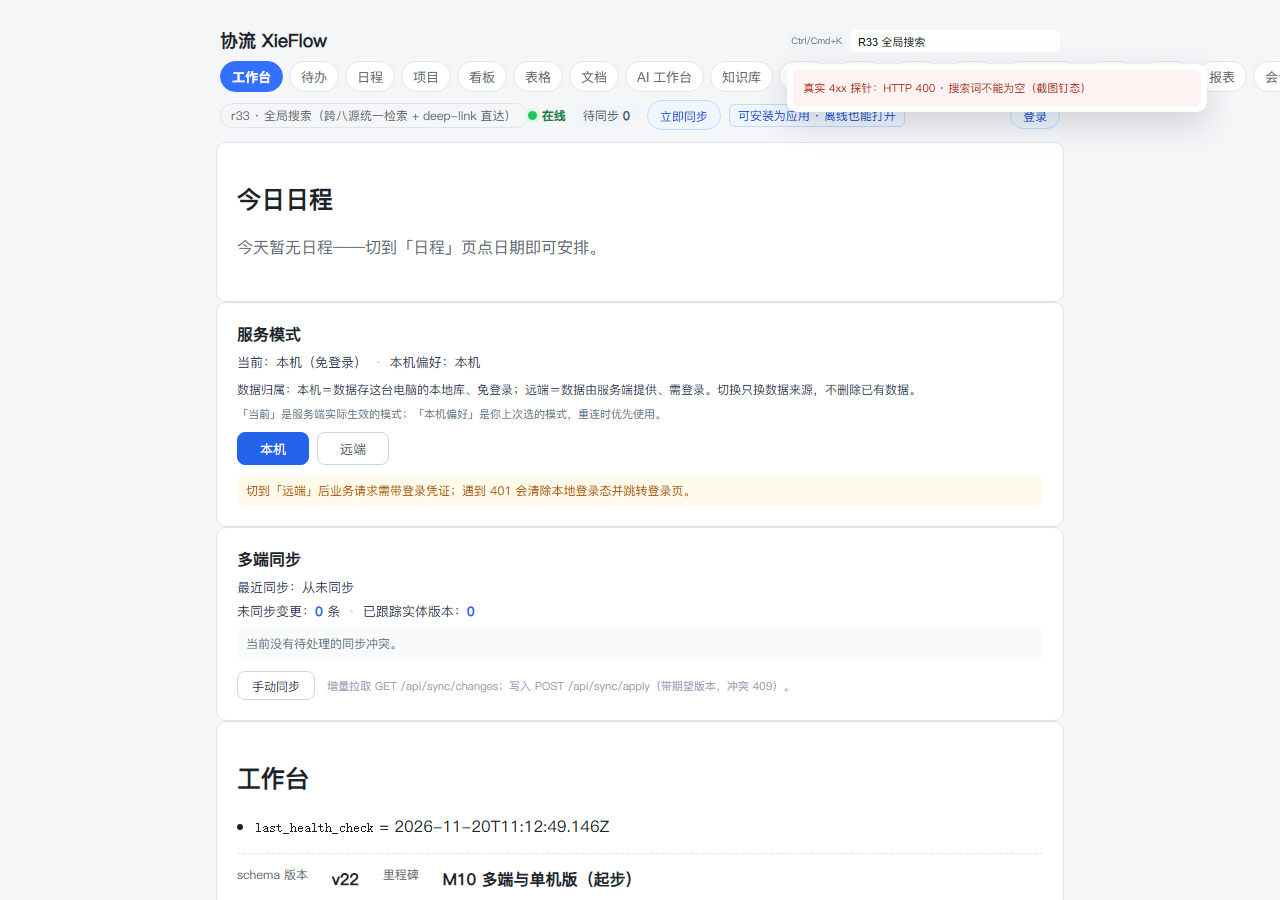 协流 XieFlow
Ctrl/Cmd+K R33 全局搜索
工作台 待办 日程 项目 看板 表格 文档 AI 工作台 知识库 报表
真实 4xx 探针：HTTP 400 · 搜索词不能为空（截图钉态）
r33 · 全局搜索（跨八源统一检索 + deep-link 直达） 在线 待同步 0 立即同步 可安装为应用 · 离线也能打开 登录
今日日程
今天暂无日程——切到「日程」页点日期即可安排。
服务模式
当前：本机（免登录） · 本机偏好：本机
数据归属：本机＝数据存这台电脑的本地库、免登录；远端＝数据由服务端提供、需登录。切换只换数据来源，不删除已有数据。
「当前」是服务端实际生效的模式；「本机偏好」是你上次选的模式，重连时优先使用。
本机 远端
切到「远端」后业务请求需带登录凭证；遇到 401 会清除本地登录态并跳转登录页。
多端同步
最近同步：从未同步
未同步变更：0 条 · 已跟踪实体版本：0
当前没有待处理的同步冲突。
手动同步 增量拉取 GET /api/sync/changes；写入 POST /api/sync/apply（带期望版本，冲突 409）。
工作台
last_health_check = 2026-11-20T11:12:49.146Z
schema 版本 v22 里程碑 M10 多端与单机版（起步）